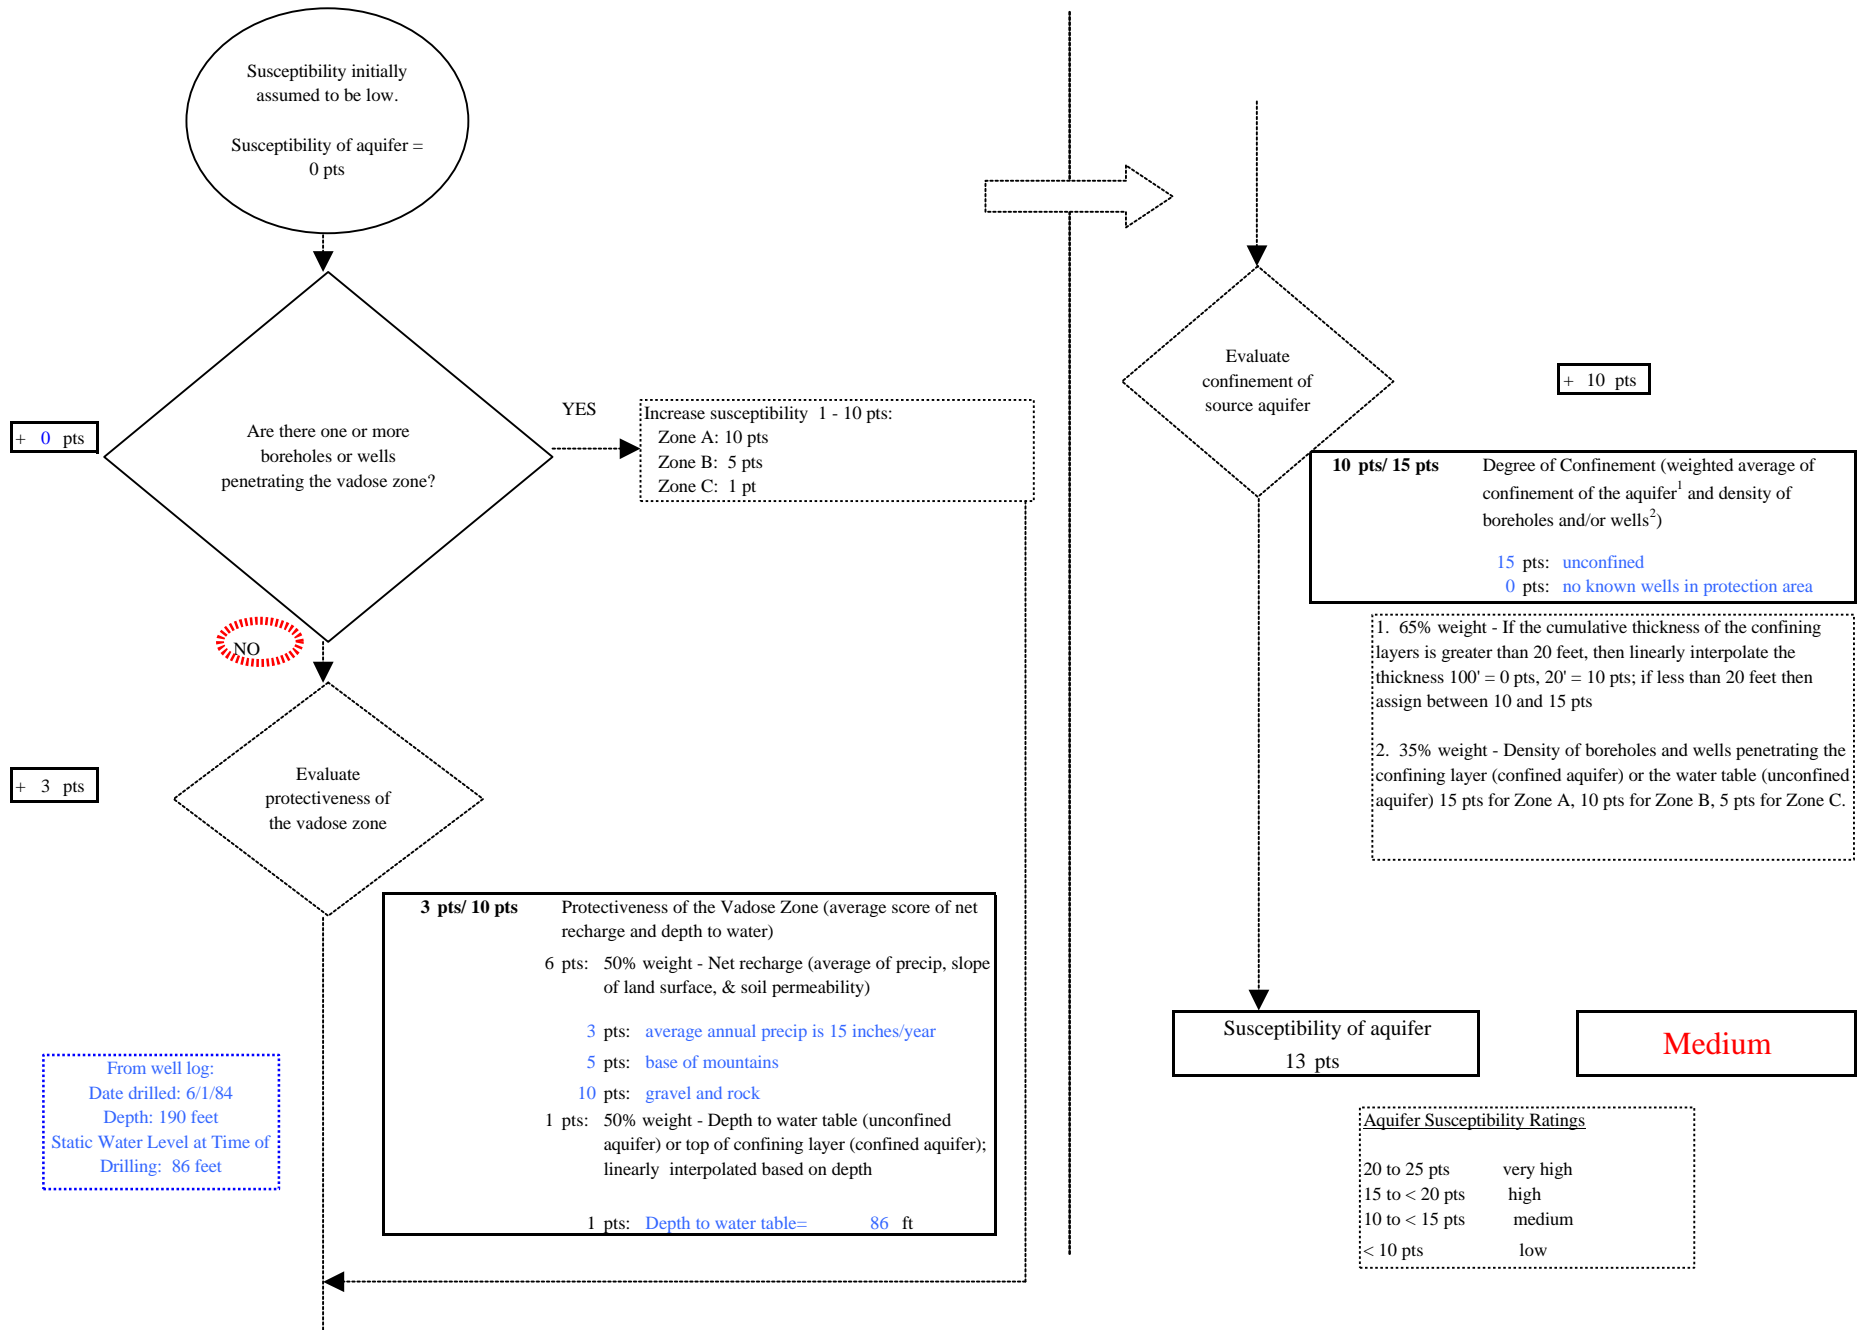 Susceptibility initially
assumed to be low.
Susceptibility of aquifer =
0 pts
+ 0 pts
Are there one or more
boreholes or wells
penetrating the vadose zone?
YES
Increase susceptibility 1 - 10 pts:
Zone A: 10 pts
Zone B: 5 pts
Zone C: 1 pt
NO
+ 3 pts
Evaluate
protectiveness of
the vadose zone
3 pts/ 10 pts Protectiveness of the Vadose Zone (average score of net
recharge and depth to water)
6 pts: 50% weight - Net recharge (average of precip, slope
of land surface, & soil permeability)
3 pts: average annual precip is 15 inches/year
5 pts: base of mountains
10 pts: gravel and rock
1 pts: 50% weight - Depth to water table (unconfined
aquifer) or top of confining layer (confined aquifer);
linearly interpolated based on depth
1 pts: Depth to water table= 86 ft
From well log:
Date drilled: 6/1/84
Depth: 190 feet
Static Water Level at Time of
Drilling: 86 feet
Evaluate
confinement of
source aquifer
+ 10 pts
10 pts/ 15 pts Degree of Confinement (weighted average of
confinement of the aquifer1 and density of
boreholes and/or wells2)
15 pts: unconfined
0 pts: no known wells in protection area
1. 65% weight - If the cumulative thickness of the confining
layers is greater than 20 feet, then linearly interpolate the
thickness 100' = 0 pts, 20' = 10 pts; if less than 20 feet then
assign between 10 and 15 pts
2. 35% weight - Density of boreholes and wells penetrating the
confining layer (confined aquifer) or the water table (unconfined
aquifer) 15 pts for Zone A, 10 pts for Zone B, 5 pts for Zone C.
Susceptibility of aquifer
13 pts
Medium
Aquifer Susceptibility Ratings
20 to 25 pts very high
15 to < 20 pts high
10 to < 15 pts medium
< 10 pts low